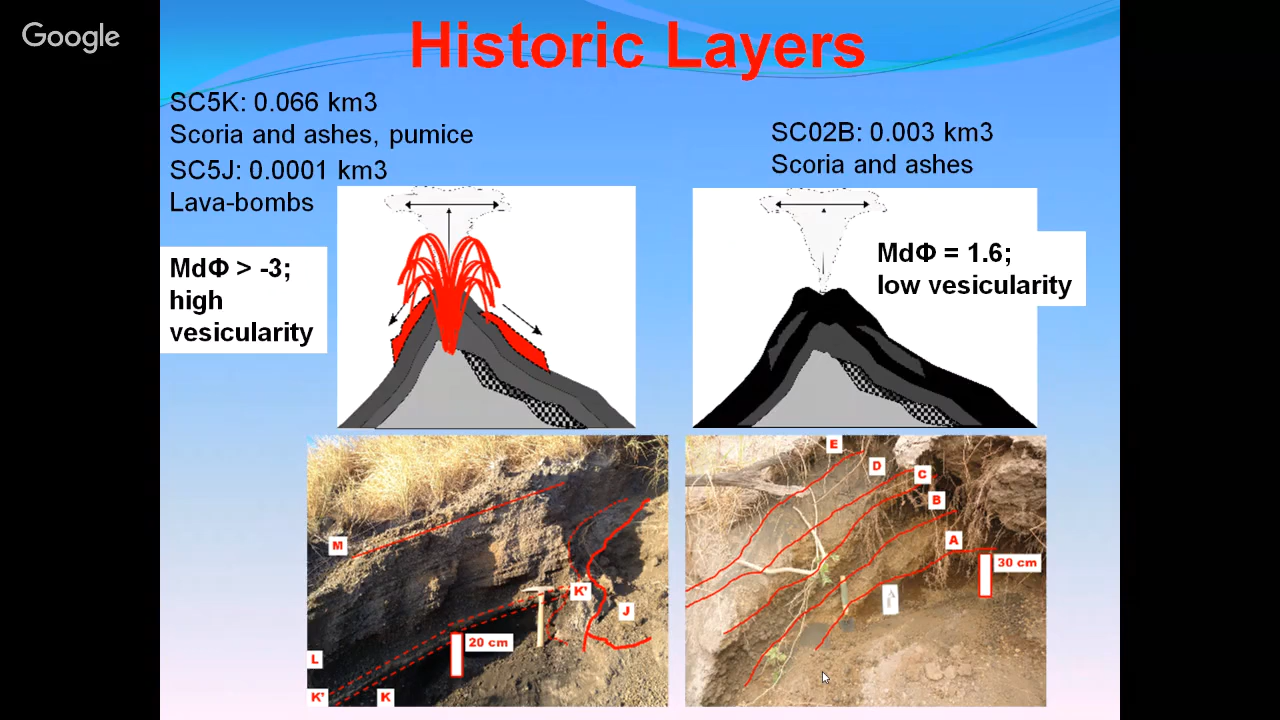 Google
Historic Layers
SC5K: 0.066 km3
Scoria and ashes, pumice
SC5J: 0.0001 km3
Lava-bombs
SC02B: 0.003 km3
Scoria and ashes
MdΦ > -3;
high
vesicularity
MdΦ = 1.6;
low vesicularity
M
K'
J
20 cm
L
K'
K
E
D
C
B
A
30 cm